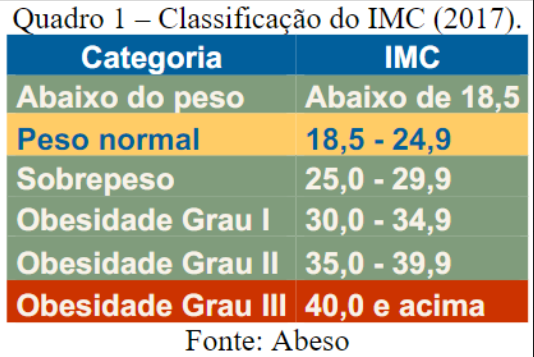 Quadro 1 – Classificação do IMC (2017).
Categoria IMC
Abaixo do peso Abaixo de 18,5
Peso normal 18,5 - 24,9
Sobrepeso 25,0 - 29,9
Obesidade Grau I 30,0 - 34,9
Obesidade Grau II 35,0 - 39,9
Obesidade Grau III 40,0 e acima
Fonte: Abeso